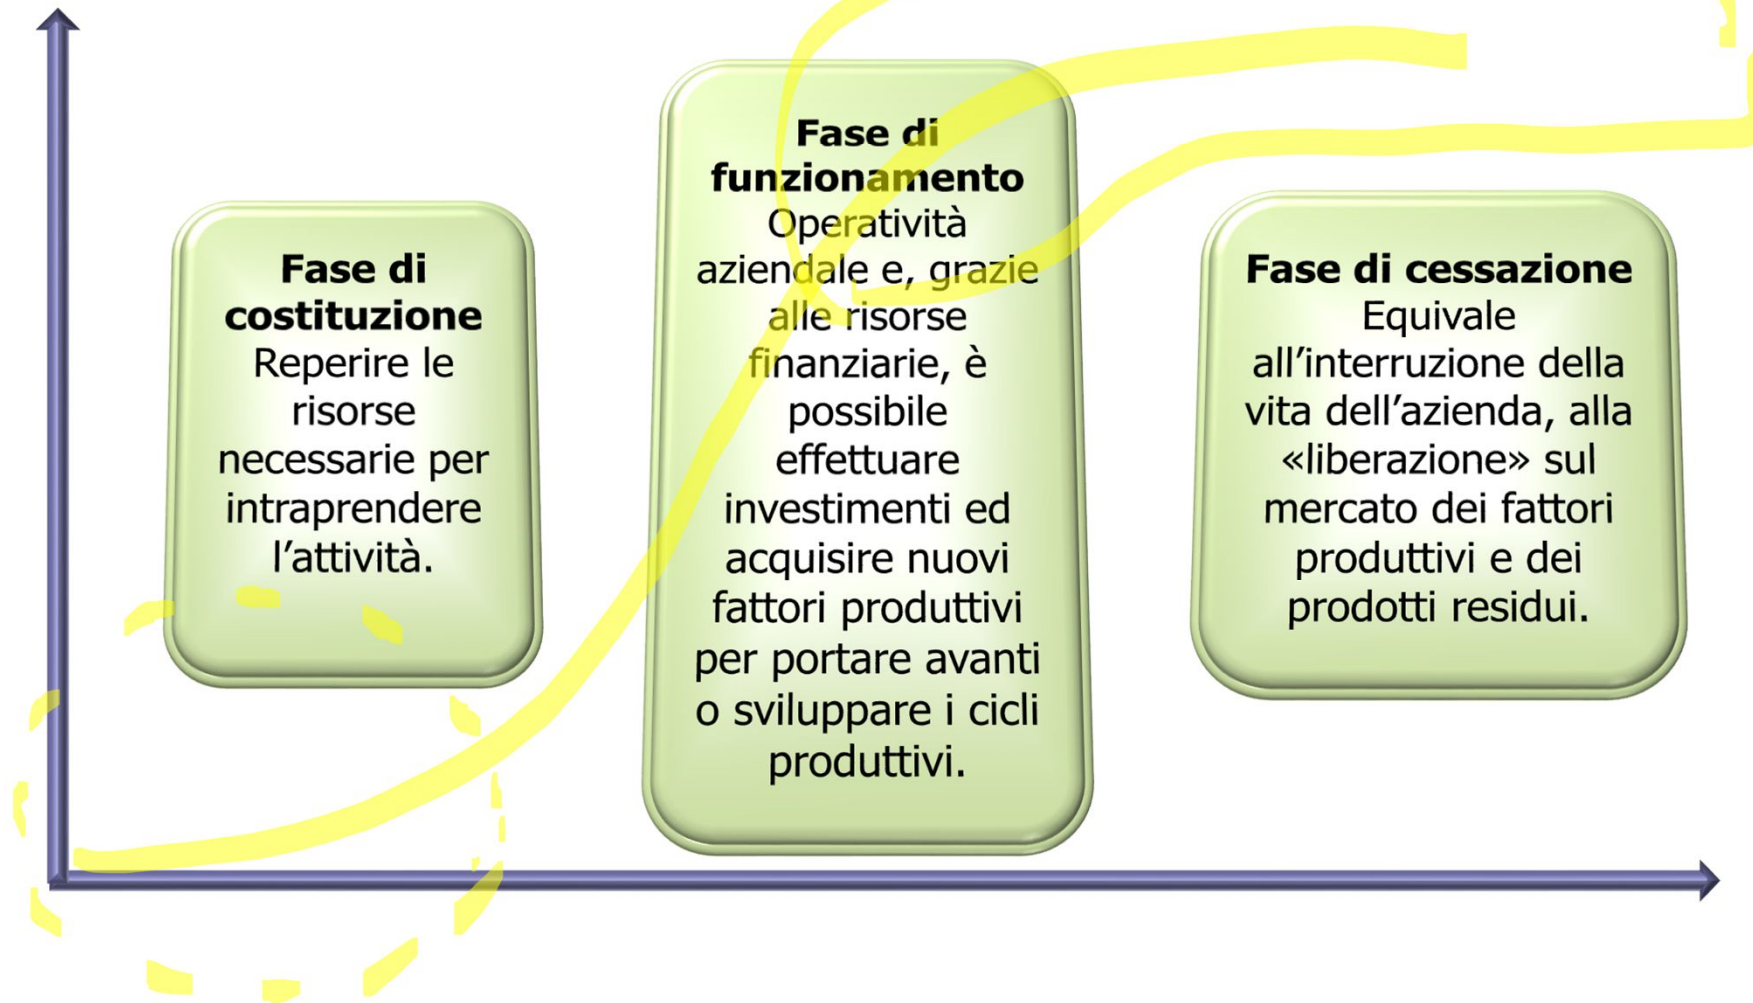 Fase di
costituzione
Reperire le
risorse
necessarie per
intraprendere
l'attività.
Fase di
funzionamento
Operatività
aziendale e, grazie
alle risorse
finanziarie, è
possibile
effettuare
investimenti ed
acquisire nuovi
fattori produttivi
per portare avanti
o sviluppare i cicli
produttivi.
Fase di cessazione
Equivale
all'interruzione della
vita dell'azienda, alla
«liberazione» sul
mercato dei fattori
produttivi e dei
prodotti residui.